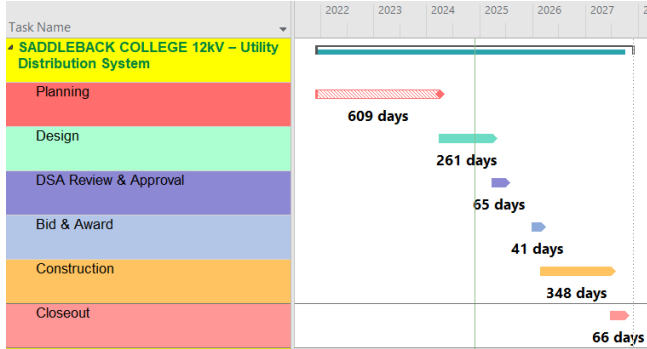 2022 2023 2024 2025 2026 2027
Task Name
SADDLEBACK COLLEGE 12kV – Utility
Distribution System
Planning
609 days
Design
261 days
DSA Review & Approval
65 days
Bid & Award
41 days
Construction
348 days
Closeout
66 days